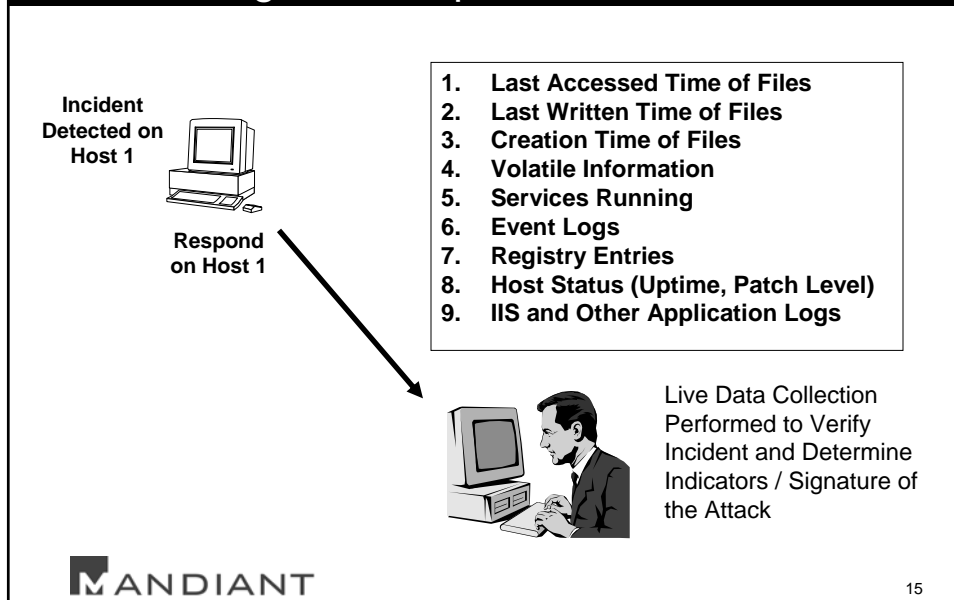 Incident
Detected on
Host 1
Respond
on Host 1
1. Last Accessed Time of Files
2. Last Written Time of Files
3. Creation Time of Files
4. Volatile Information
5. Services Running
6. Event Logs
7. Registry Entries
8. Host Status (Uptime, Patch Level)
9. IIS and Other Application Logs
Live Data Collection
Performed to Verify
Incident and Determine
Indicators / Signature of
the Attack
MANDIANT
15